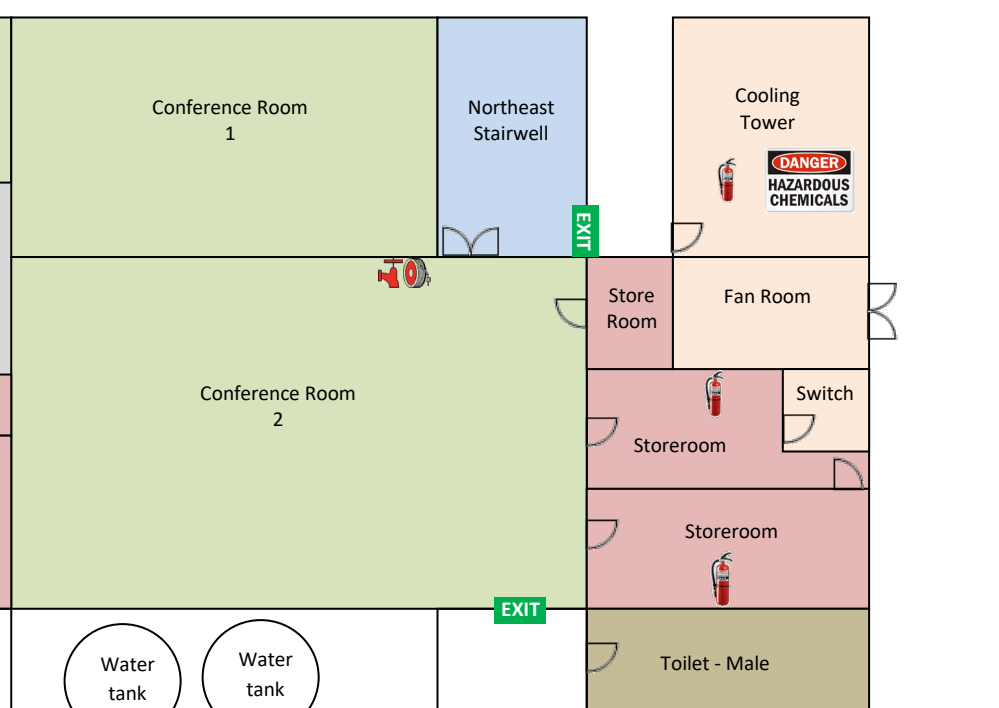 Conference Room
1
Northeast
Stairwell
Cooling
Tower
DANGER
HAZARDOUS
CHEMICALS
EXIT
Store
Room
Fan Room
Conference Room
2
Switch
Storeroom
Storeroom
EXIT
Water
tank
Water
tank
Toilet - Male